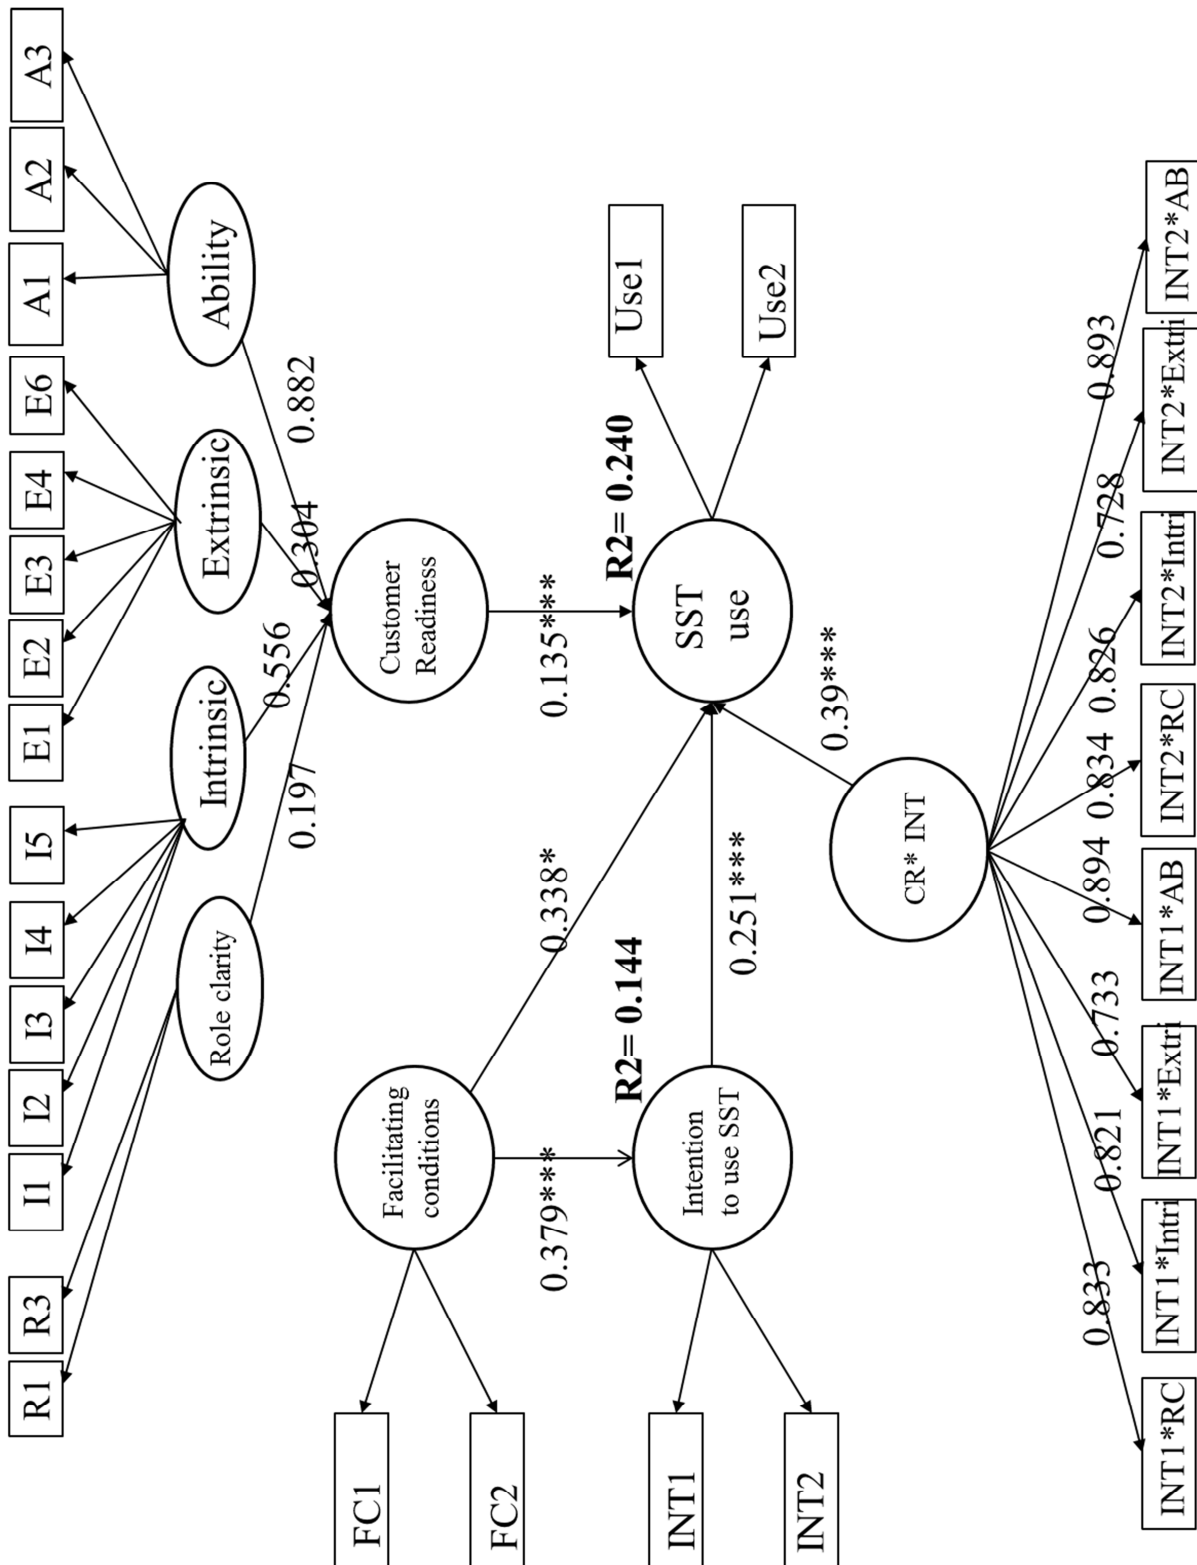 R1
R3
I1
I2
I3
I4
I5
E1
E2
E3
E4
E6
A1
A2
A3
Role clarity
Intrinsic
Extrinsic
Ability
0.197
0.556
0.304
0.882
FC1
FC2
Facilitating
conditions
Customer
Readiness
0.379***
0.338*
0.135***
R2= 0.144
R2= 0.240
INT1
INT2
Intention
to use SST
0.251***
SST
use
Use1
Use2
0.39***
CR* INT
0.833
0.821
0.733
0.894
0.834
0.826
0.728
0.893
INT1*RC
INT1*Intri
INT1*Extri
INT1*AB
INT2*RC
INT2*Intri
INT2*Extri
INT2*AB